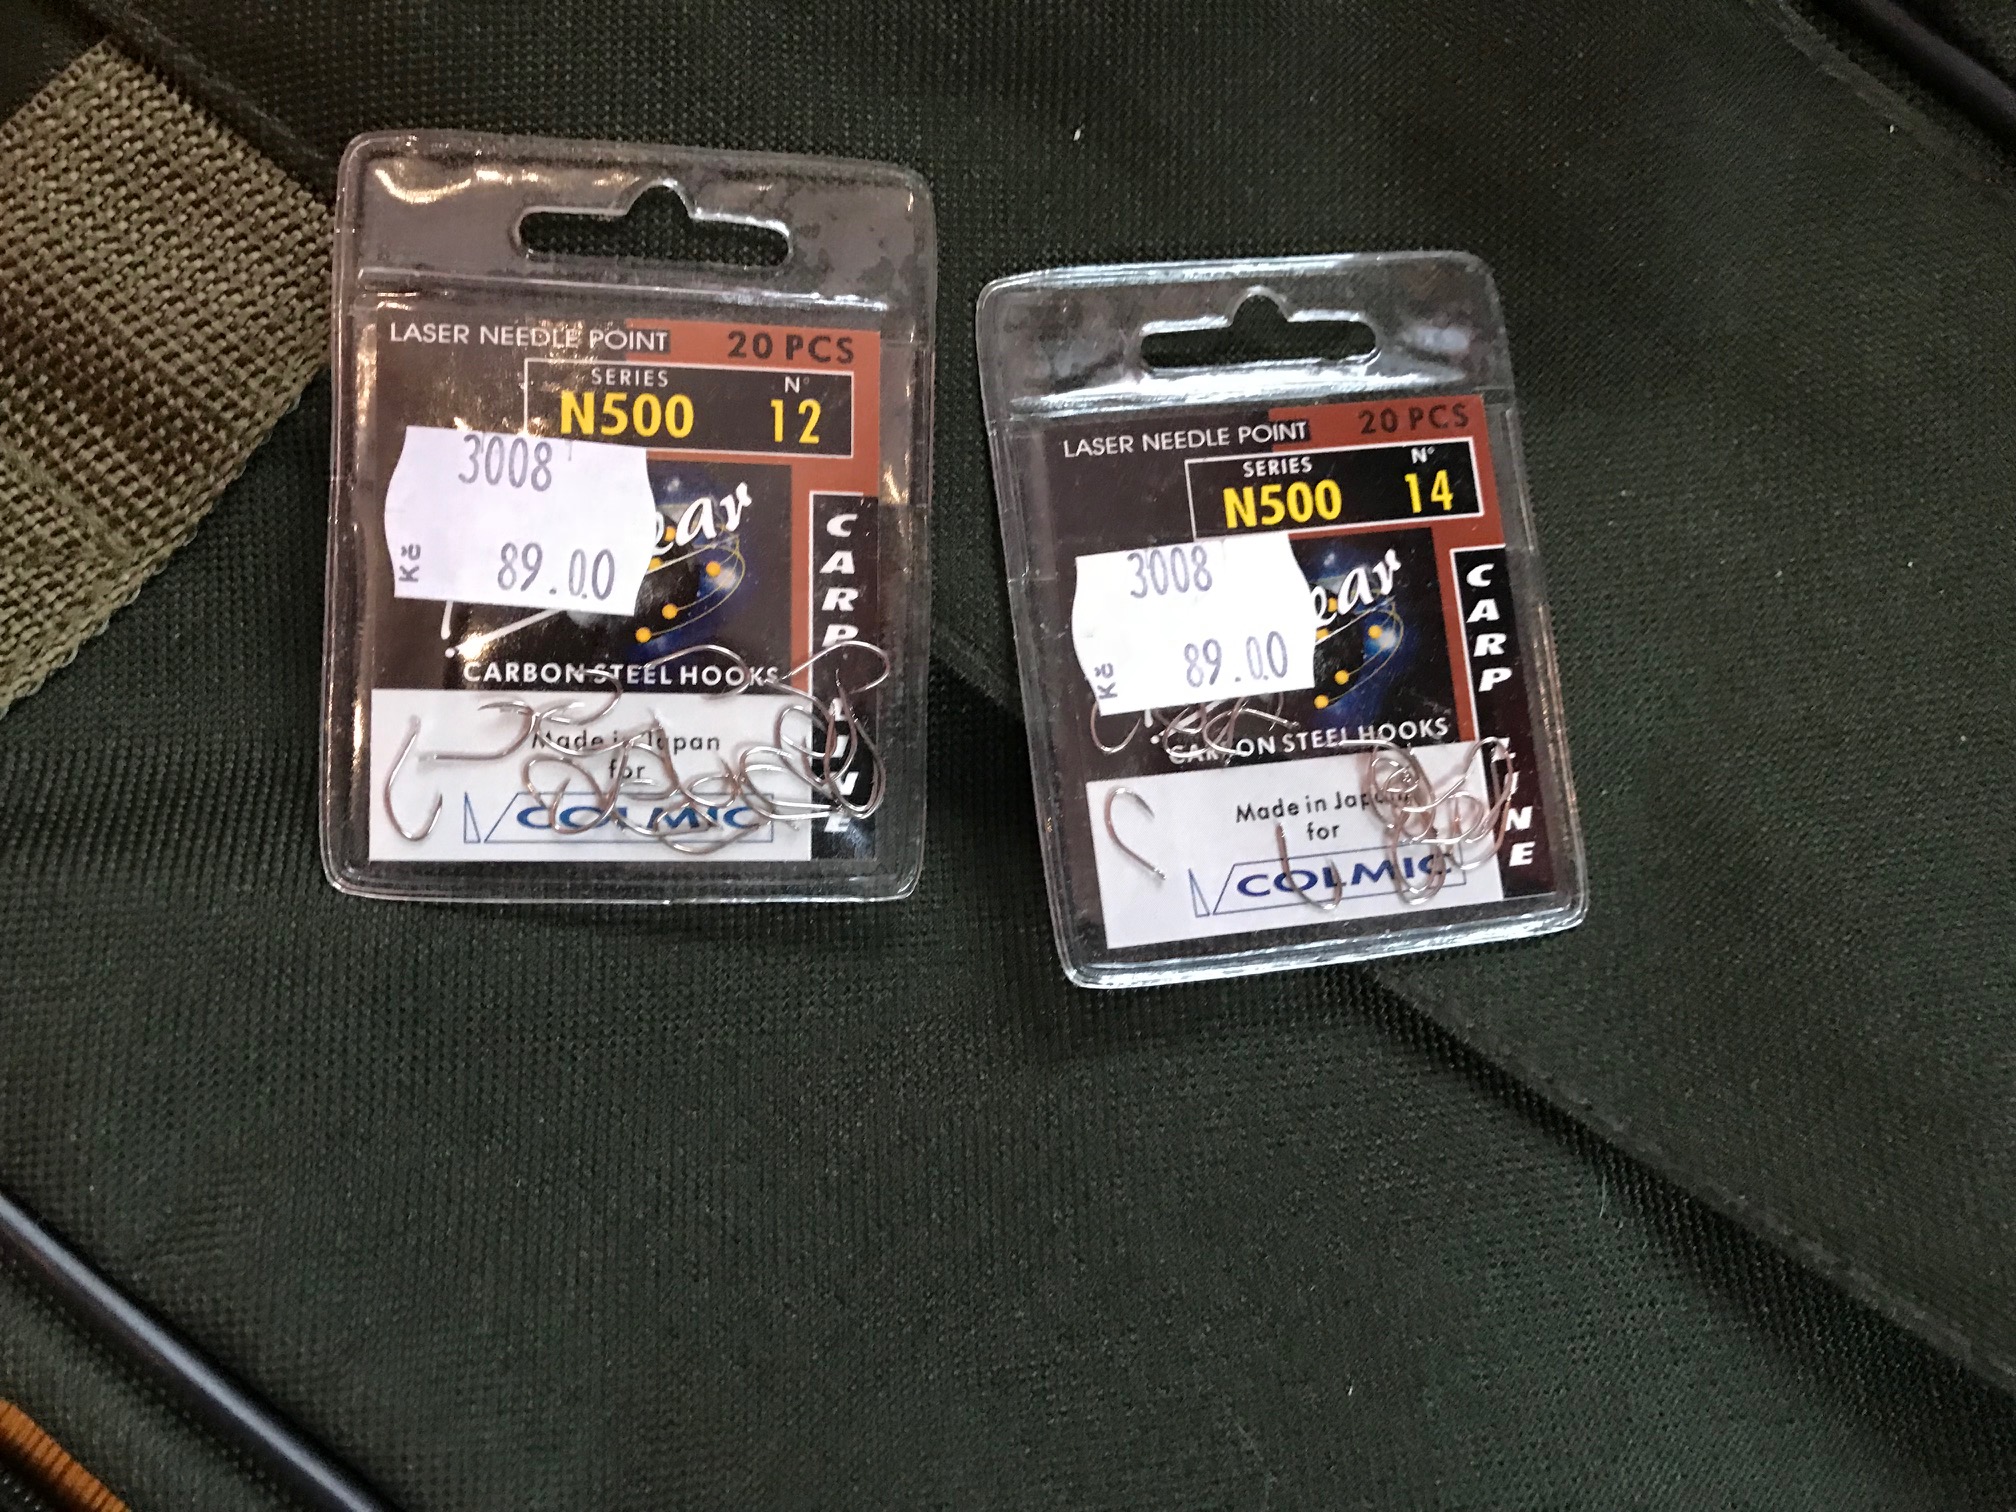 LASER NEEDLE POINT
20 PCS
SERIES
N°
N500
12
3008
Kč
89.00
CARP
LINE
CARBON STEEL HOOKS
Made in Japan
for
COLMIC
LASER NEEDLE POINT
20 PCS
SERIES
N°
N500
14
3008
Kč
89.00
CARP
LINE
CARBON STEEL HOOKS
Made in Japan
for
COLMIC